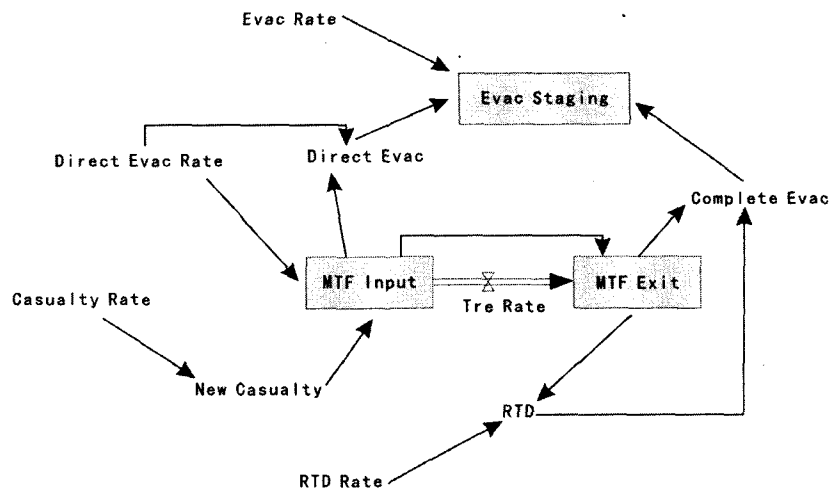 Evac Rate
Evac Staging
Direct Evac Rate
Direct Evac
Complete Evac
MTF Input
MTF Exit
Tre Rate
Casualty Rate
New Casualty
RTD
RTD Rate